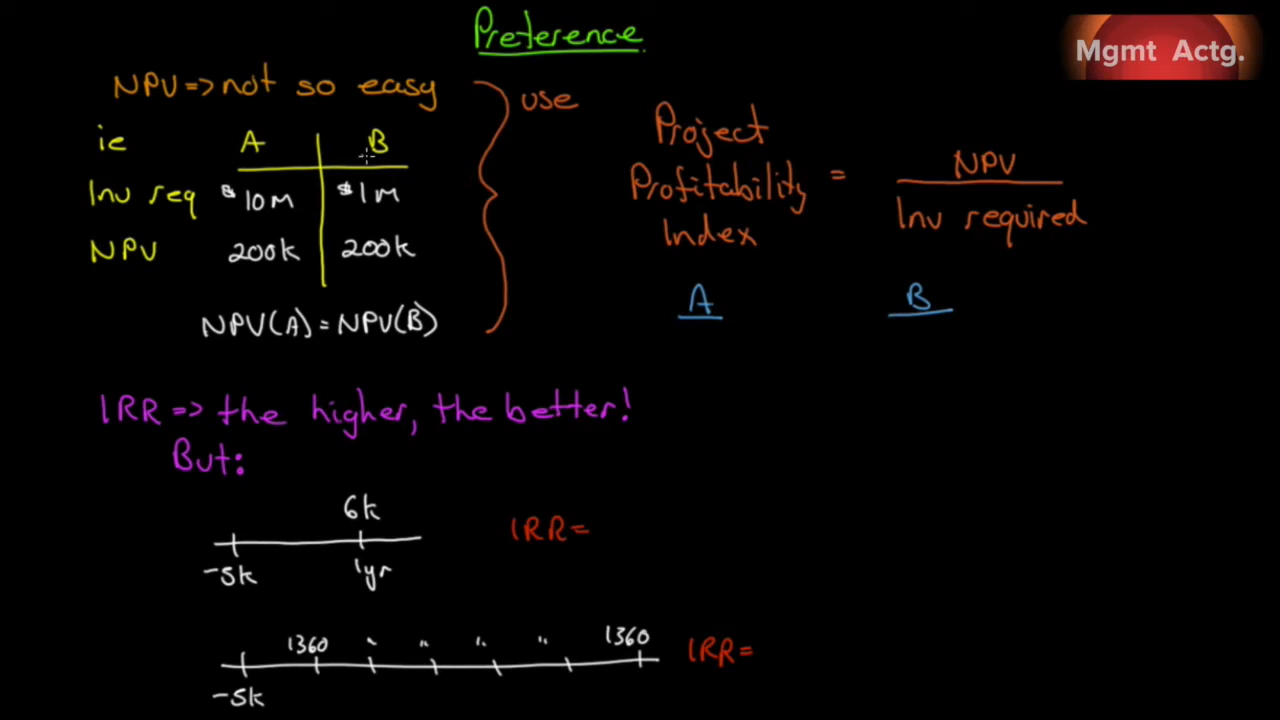 Preference
Mgmt Actg.
NPV => not so easy
ie A B
Inv req $10M $1M
NPV 200k 200k
NPV(A) = NPV(B)
use
Project
Profitability
Index
=
NPV
Inv required
A B
IRR => the higher, the better!
But:
6k
-5k 1yr
IRR=
1360 " " " " 1360
-5k
IRR=